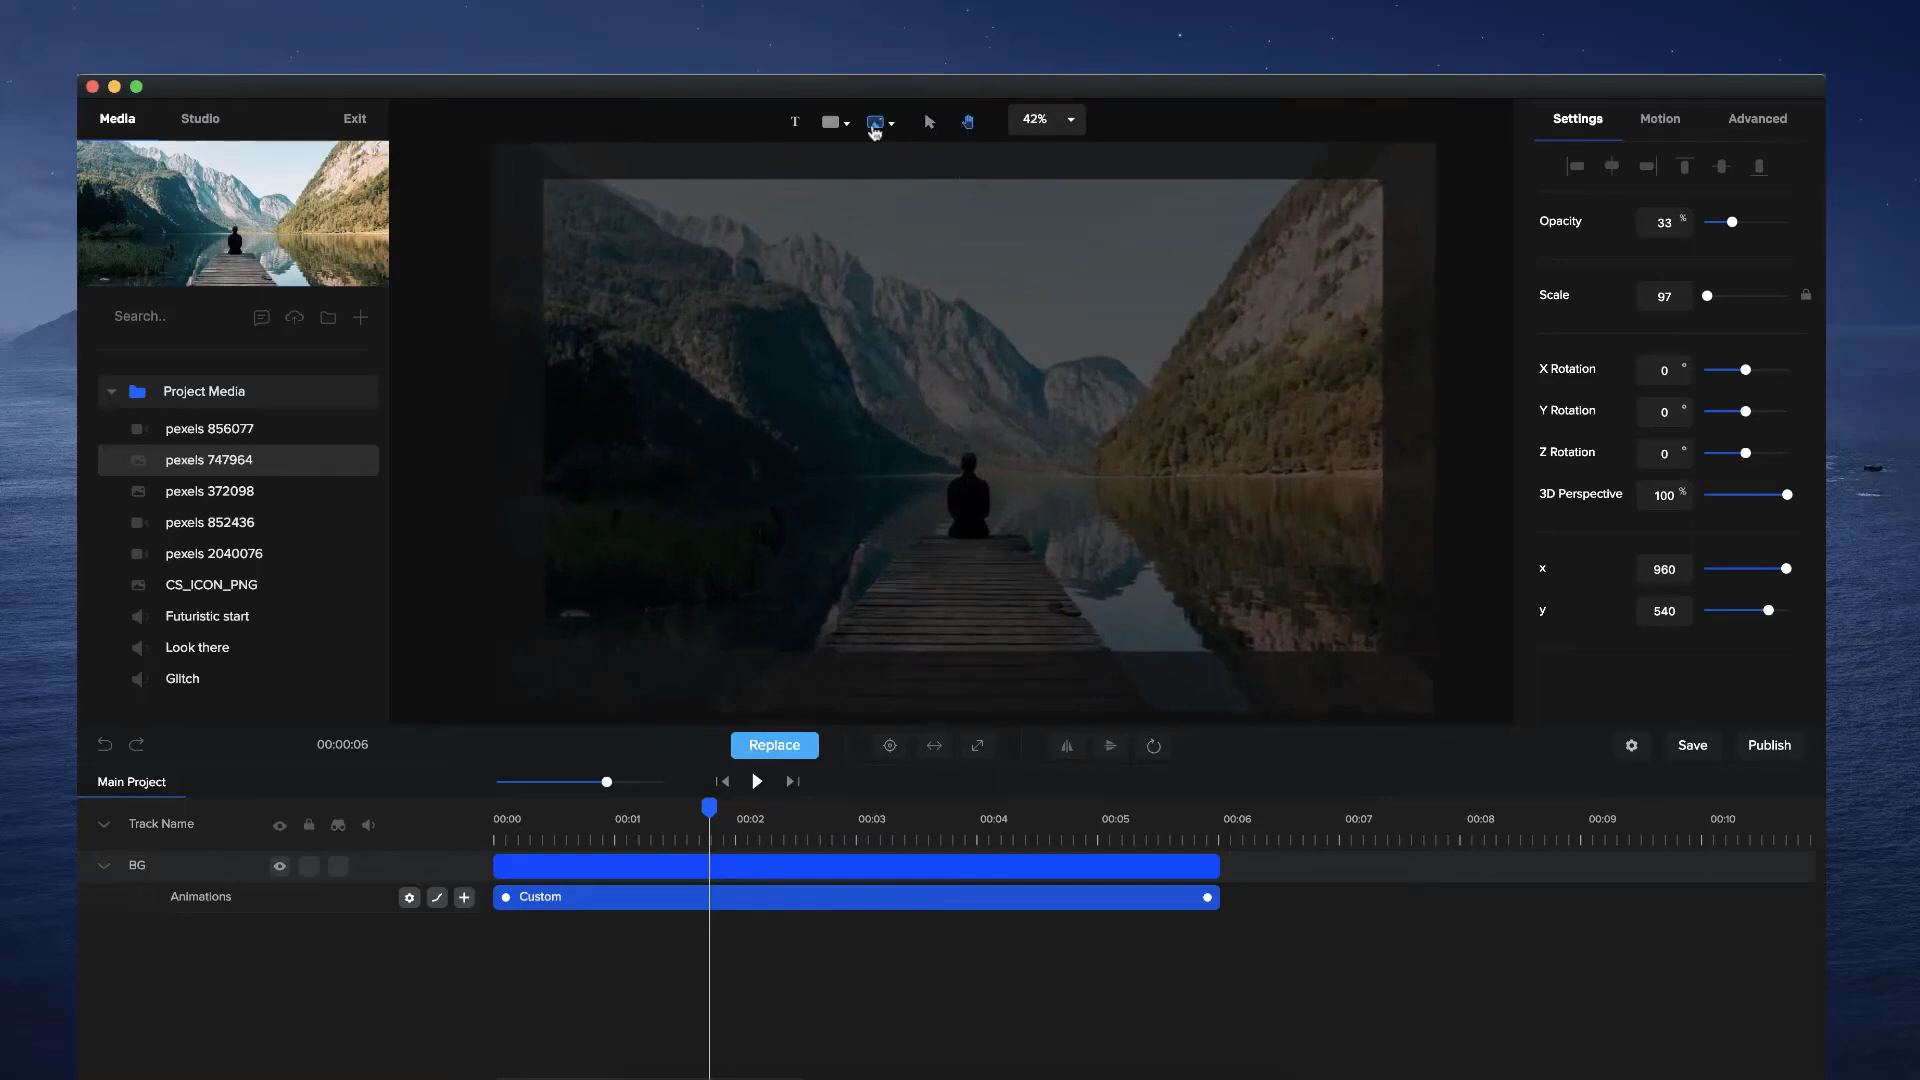 Media Studio Exit
T 42%
Settings Motion Advanced
Opacity 33 %
Scale 97
X Rotation 0 °
Y Rotation 0 °
Z Rotation 0 °
3D Perspective 100 %
x 960
y 540
Search..
Project Media
pexels 856077
pexels 747964
pexels 372098
pexels 852436
pexels 2040076
CS_ICON_PNG
Futuristic start
Look there
Glitch
00:00:06
Replace
Save Publish
Main Project
Track Name
00:00 00:01 00:02 00:03 00:04 00:05 00:06 00:07 00:08 00:09 00:10
BG
Animations
Custom